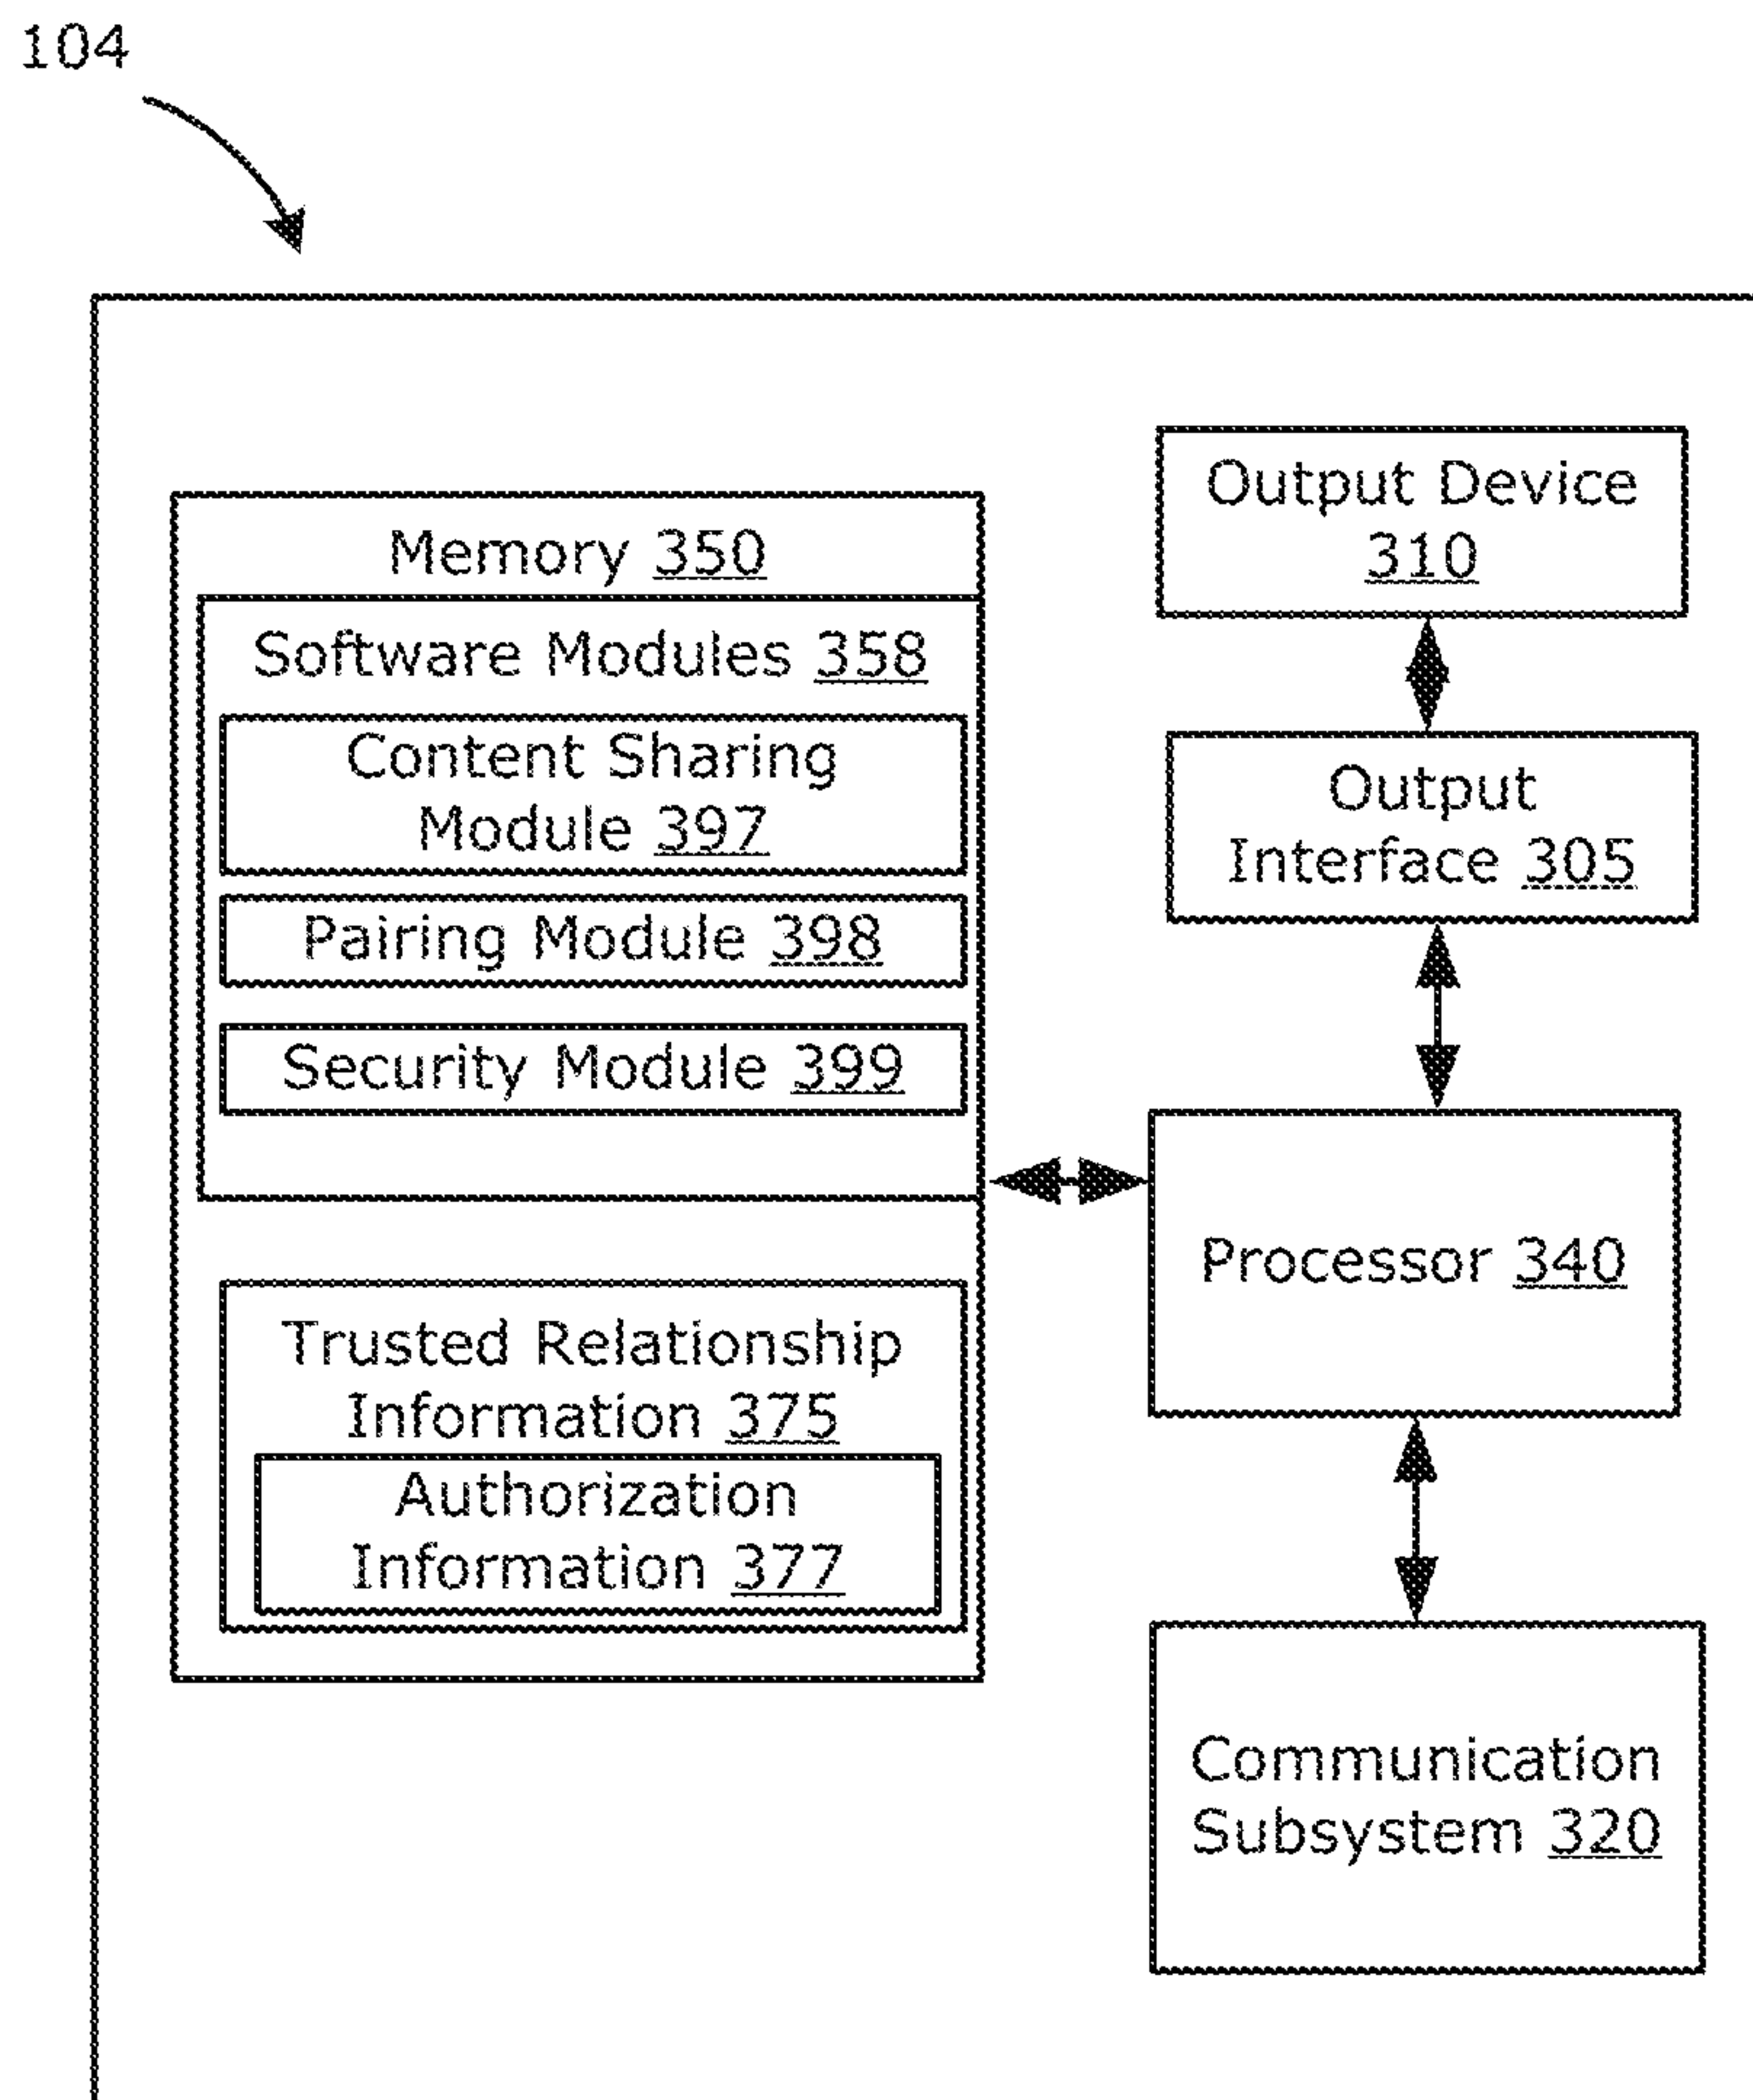 104
Memory 350
Software Modules 358
Content Sharing
Module 397
Pairing Module 398
Security Module 399
Trusted Relationship
Information 375
Authorization
Information 377
Output Device
310
Output
Interface 305
Processor 340
Communication
Subsystem 320